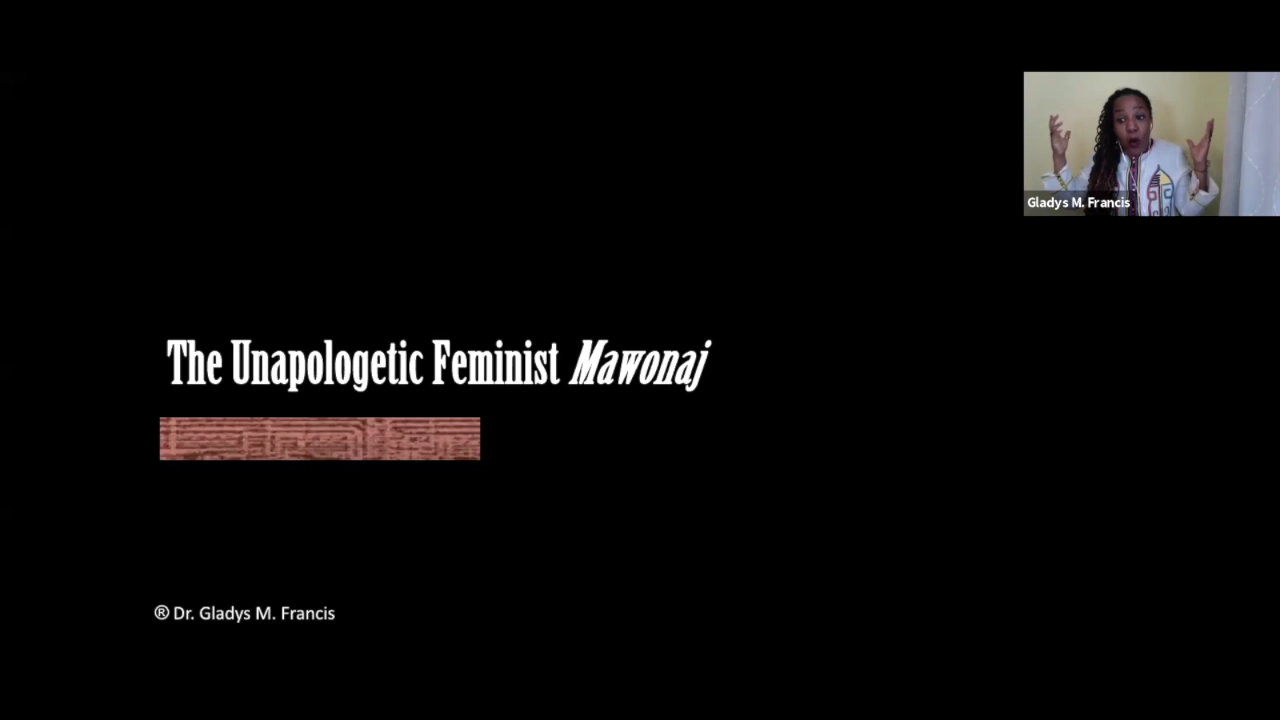 Gladys M. Francis
The Unapologetic Feminist Mawonaj
® Dr. Gladys M. Francis